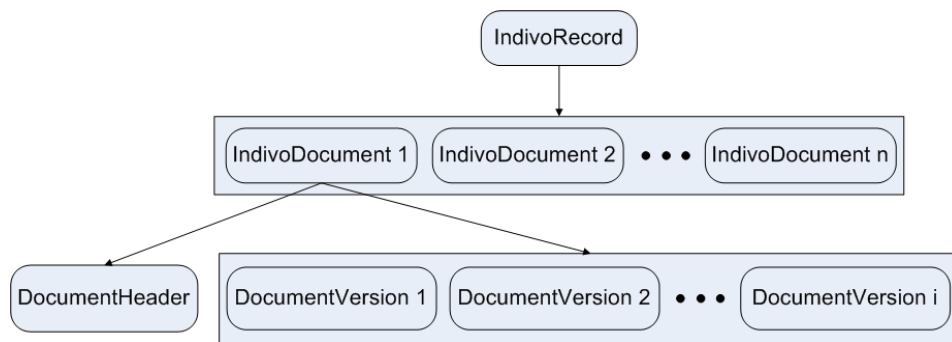 IndivoRecord
IndivoDocument 1
IndivoDocument 2
IndivoDocument n
DocumentHeader
DocumentVersion 1
DocumentVersion 2
DocumentVersion i